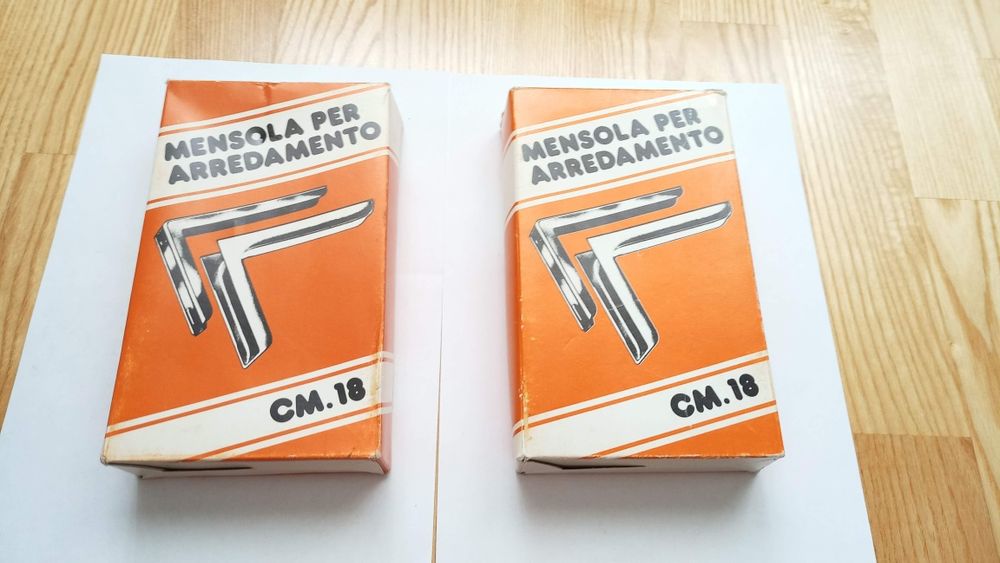 MENSOLA PER
ARREDAMENTO
CM.18
MENSOLA PER
ARREDAMENTO
CM.18